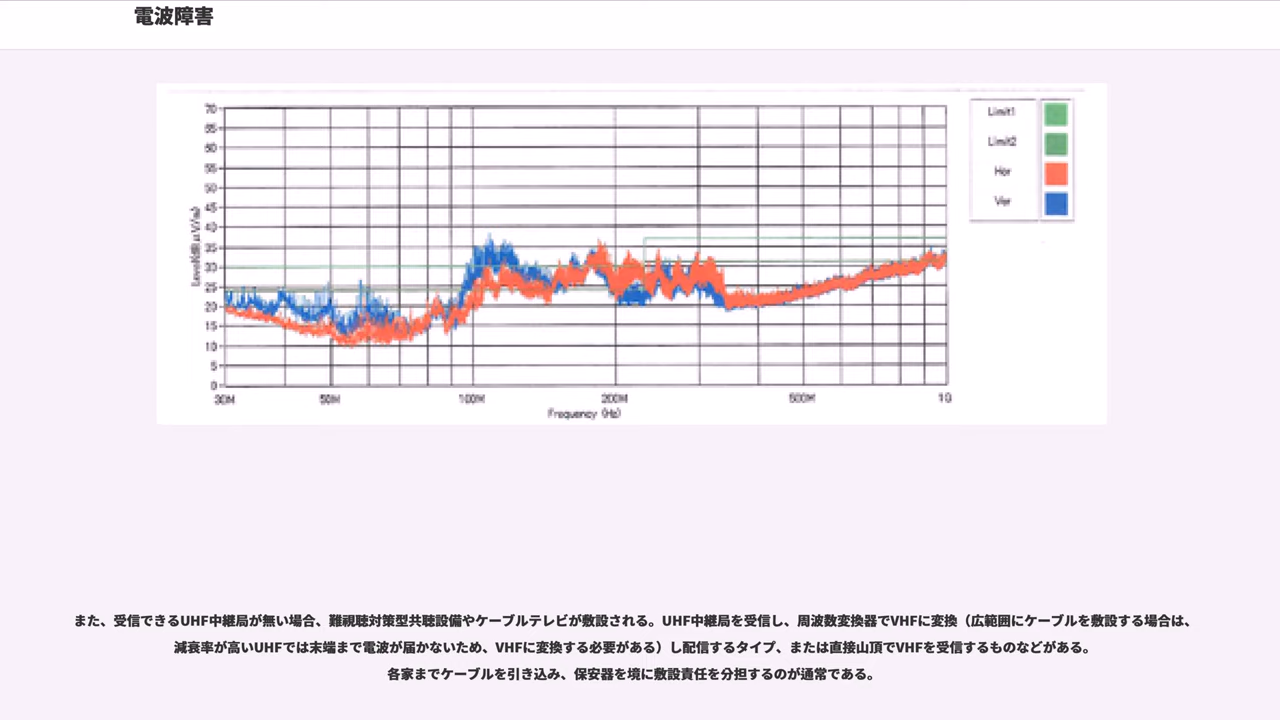 電波障害
70
65
60
55
50
45
40
35
30
25
20
15
10
5
0
30M 50M 100M 200M 500M 1G
Frequency (Hz)
Limit1
Limit2
Hor
Ver
また、受信できるUHF中継局が無い場合、難視聴対策型共聴設備やケーブルテレビが敷設される。UHF中継局を受信し、周波数変換器でVHFに変換（広範囲にケーブルを敷設する場合は、
減衰率が高いUHFでは末端まで電波が届かないため、VHFに変換する必要がある）し配信するタイプ、または直接山頂でVHFを受信するものなどがある。
各家までケーブルを引き込み、保安器を境に敷設責任を分担するのが通常である。